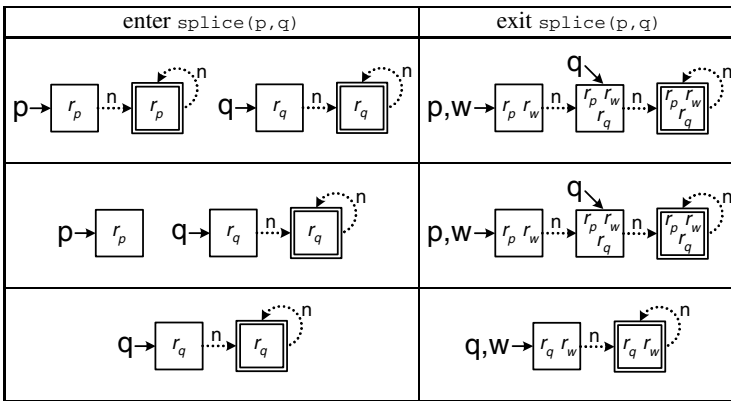 enter splice(p,q) exit splice(p,q)
n n
p r_p n r_p q r_q n r_q q p,w r_p r_w n r_p r_w r_q n r_p r_w r_q
n n
p r_p q r_q n r_q q p,w r_p r_w n r_p r_w r_q n r_p r_w r_q
n n
q r_q n r_q q,w r_q r_w n r_q r_w